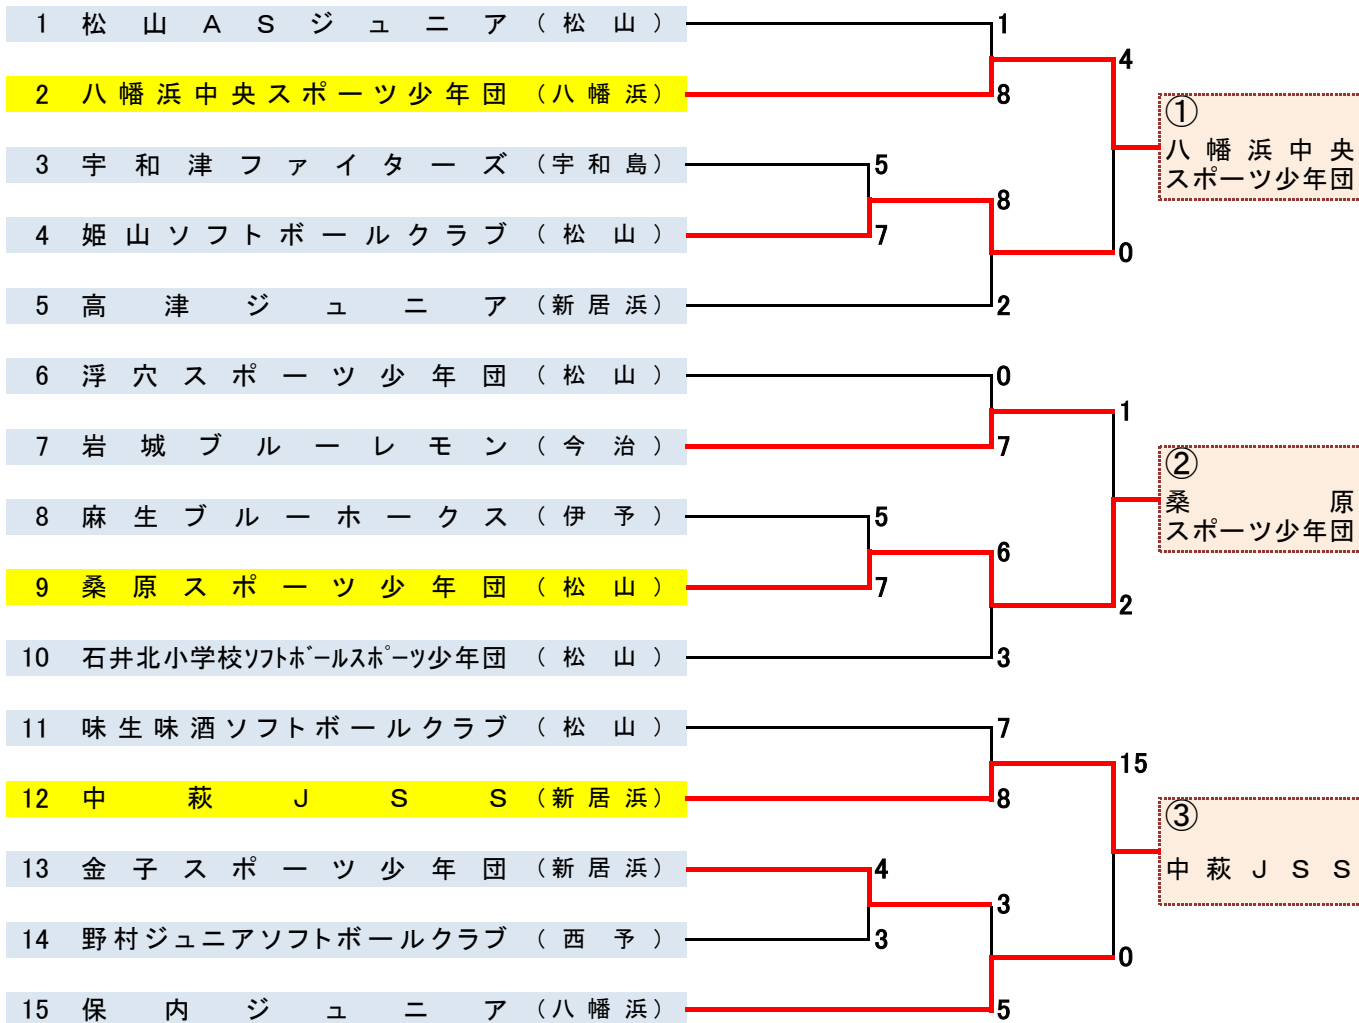 1 松山ASジュニア（松山）
2 八幡浜中央スポーツ少年団（八幡浜）
3 宇和津ファイターズ（宇和島）
4 姫山ソフトボールクラブ（松山）
5 高津ジュニア（新居浜）
6 浮穴スポーツ少年団（松山）
7 岩城ブルーレモン（今治）
8 麻生ブルーホークス（伊予）
9 桑原スポーツ少年団（松山）
10 石井北小学校ｿﾌﾄﾎﾞｰﾙｽﾎﾟｰﾂ少年団（松山）
11 味生味酒ソフトボールクラブ（松山）
12 中萩JSS（新居浜）
13 金子スポーツ少年団（新居浜）
14 野村ジュニアソフトボールクラブ（西予）
15 保内ジュニア（八幡浜）
5
7
5
7
4
3
1
8
8
2
0
7
6
3
7
8
3
5
4
0
1
2
15
0
①
八幡浜中央
スポーツ少年団
②
桑原
スポーツ少年団
③
中萩JSS